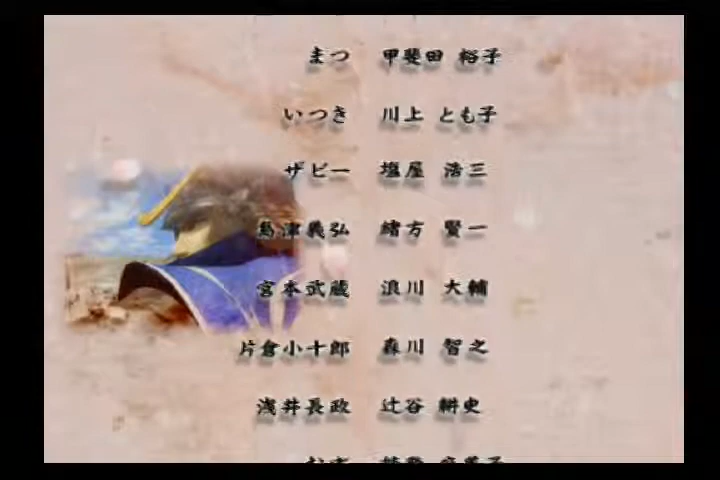 まつ 甲斐田 裕子
いつき 川上 とも子
ザビー 塩屋 浩三
島津義弘 緒方 賢一
宮本武蔵 浪川 大輔
片倉小十郎 森川 智之
浅井長政 辻谷 耕史